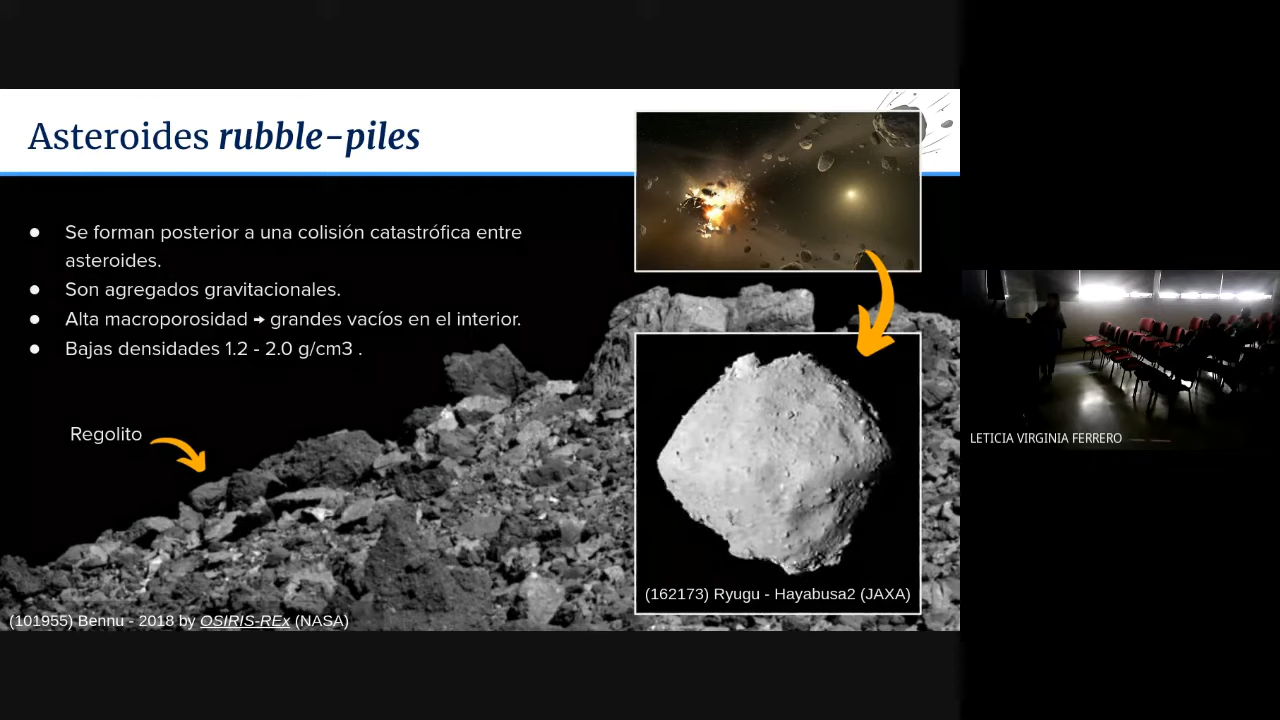 Asteroides rubble-piles
● Se forman posterior a una colisión catastrófica entre
asteroides.
● Son agregados gravitacionales.
● Alta macroporosidad → grandes vacíos en el interior.
● Bajas densidades 1.2 - 2.0 g/cm3 .
Regolito
(162173) Ryugu - Hayabusa2 (JAXA)
(101955) Bennu - 2018 by OSIRIS-REx (NASA)
LETICIA VIRGINIA FERRERO